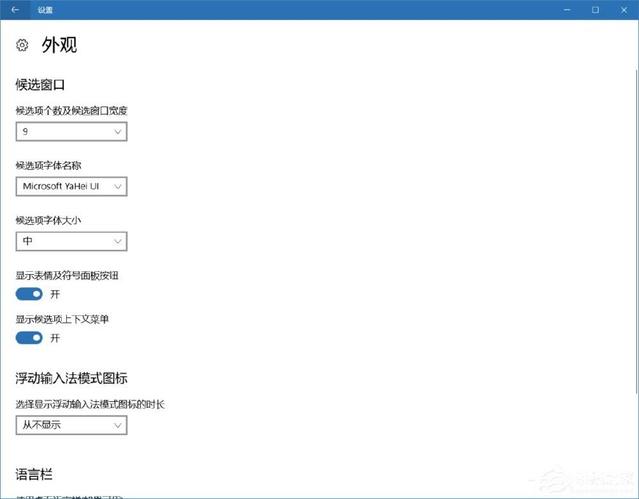 设置
外观
候选窗口
候选项个数及候选窗口宽度
9
候选项字体名称
Microsoft YaHei UI
候选项字体大小
中
显示表情及符号面板按钮
开
显示候选项上下文菜单
开
浮动输入法模式图标
选择显示浮动输入法模式图标的时长
从不显示
语言栏